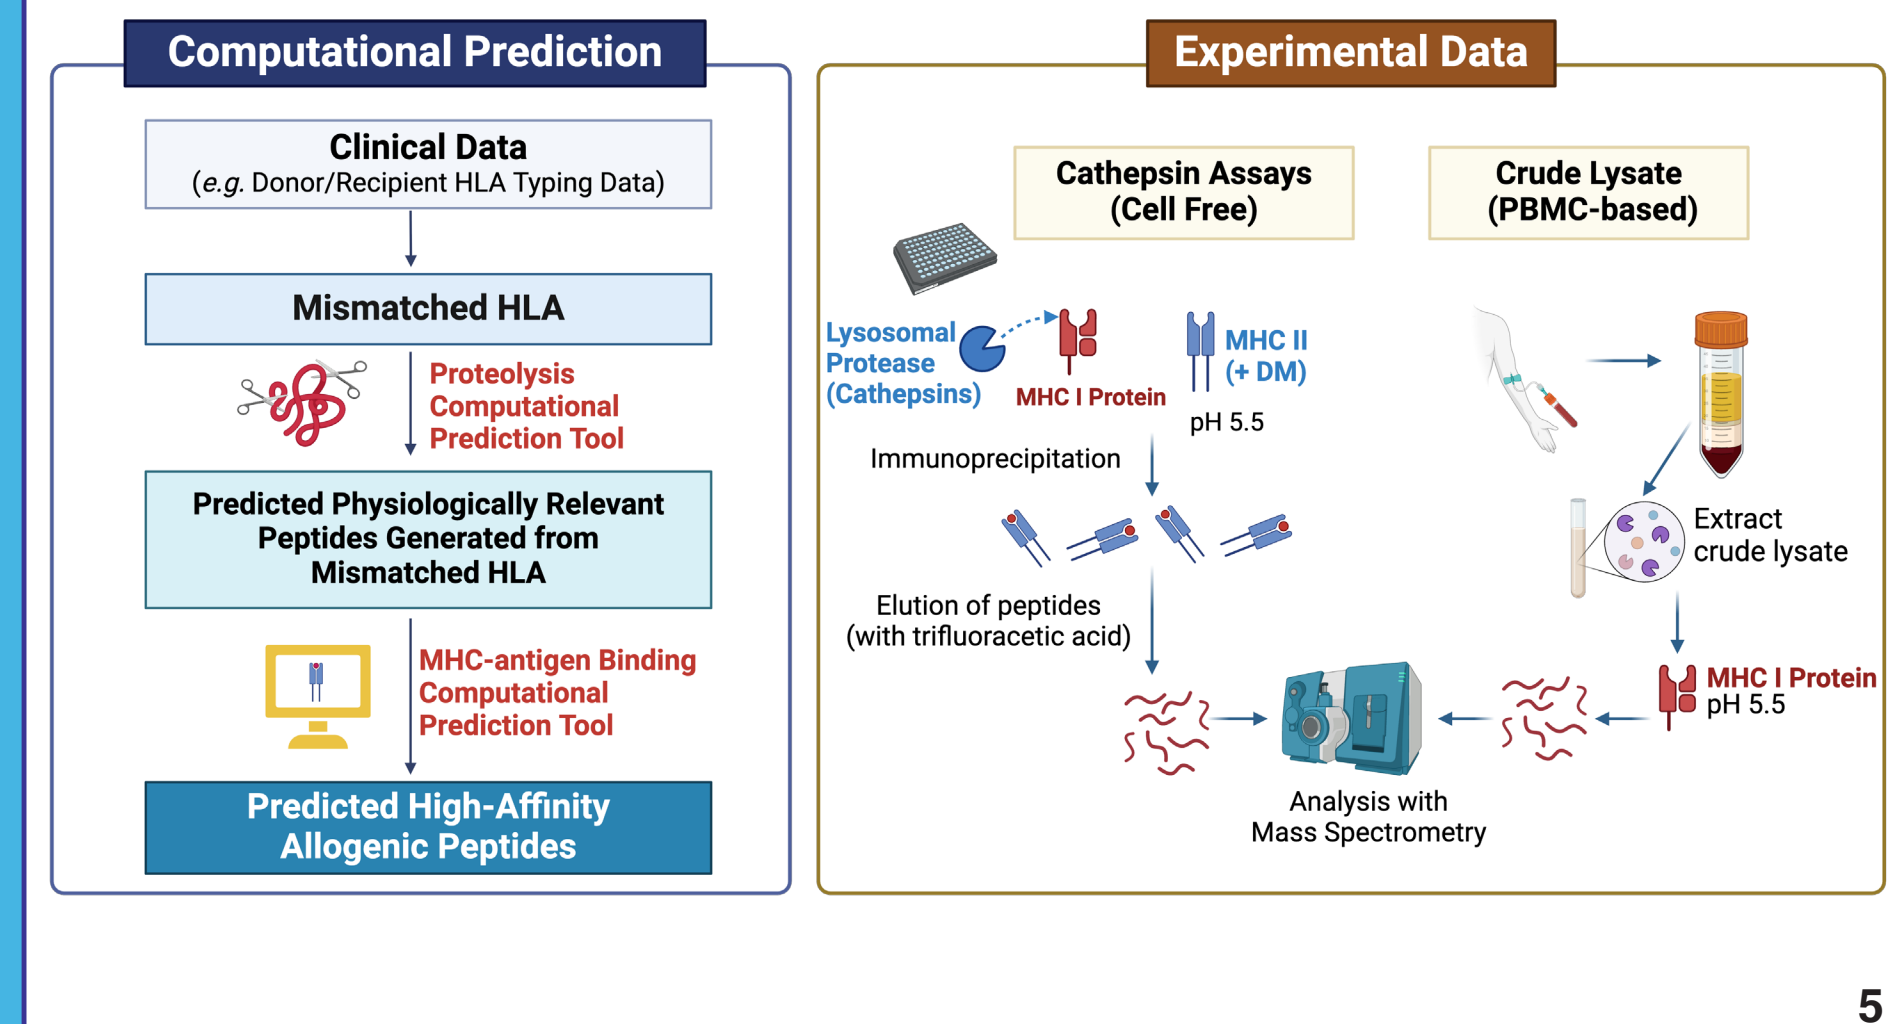 Computational Prediction
Clinical Data
(e.g. Donor/Recipient HLA Typing Data)
Mismatched HLA
Proteolysis
Computational
Prediction Tool
Predicted Physiologically Relevant
Peptides Generated from
Mismatched HLA
MHC-antigen Binding
Computational
Prediction Tool
Predicted High-Affinity
Allogenic Peptides
Experimental Data
Cathepsin Assays
(Cell Free)
Lysosomal
Protease
(Cathepsins)
MHC I Protein
MHC II
(+ DM)
pH 5.5
Immunoprecipitation
Elution of peptides
(with trifluoracetic acid)
Crude Lysate
(PBMC-based)
Extract
crude lysate
MHC I Protein
pH 5.5
Analysis with
Mass Spectrometry
5